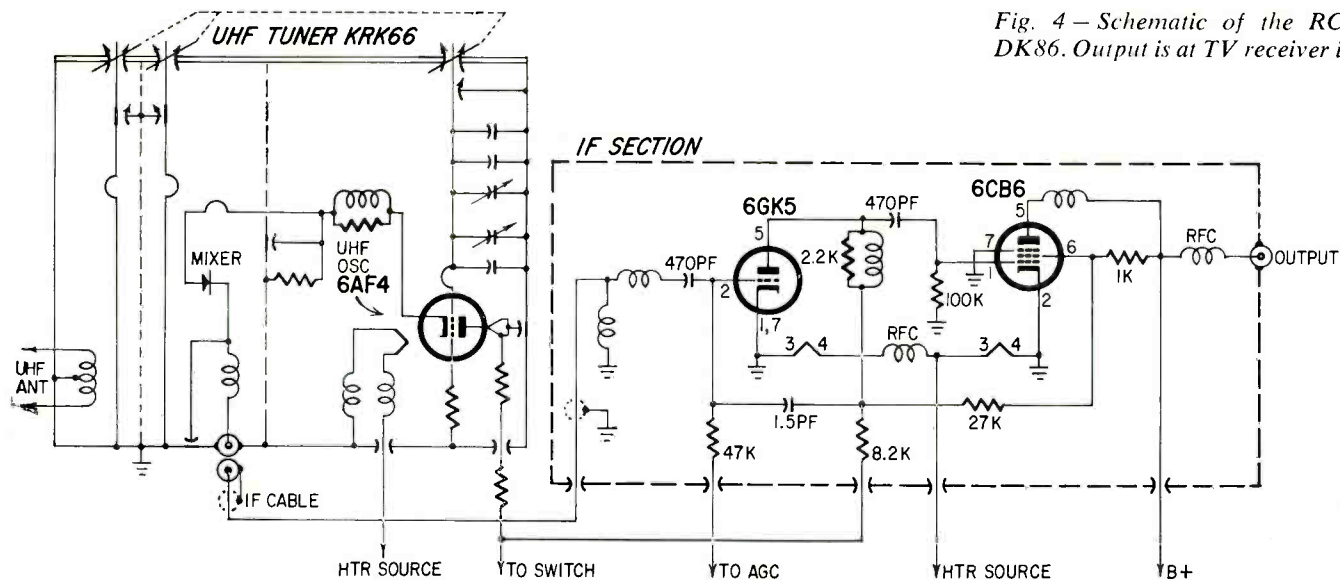 Fig. 4 – Schematic of the RC
DK86. Output is at TV receiver i
UHF TUNER KRK66
IF SECTION
MIXER
UHF
OSC
6AF4
UHF
ANT
IF CABLE
HTR SOURCE
TO SWITCH
6GK5
5
2
1,7
470PF
470PF
2.2K
100K
6CB6
5
7
1
6
2
1K
RFC
OUTPUT
3 4
RFC
3 4
1.5PF
27K
47K
8.2K
TO AGC
HTR SOURCE
B+